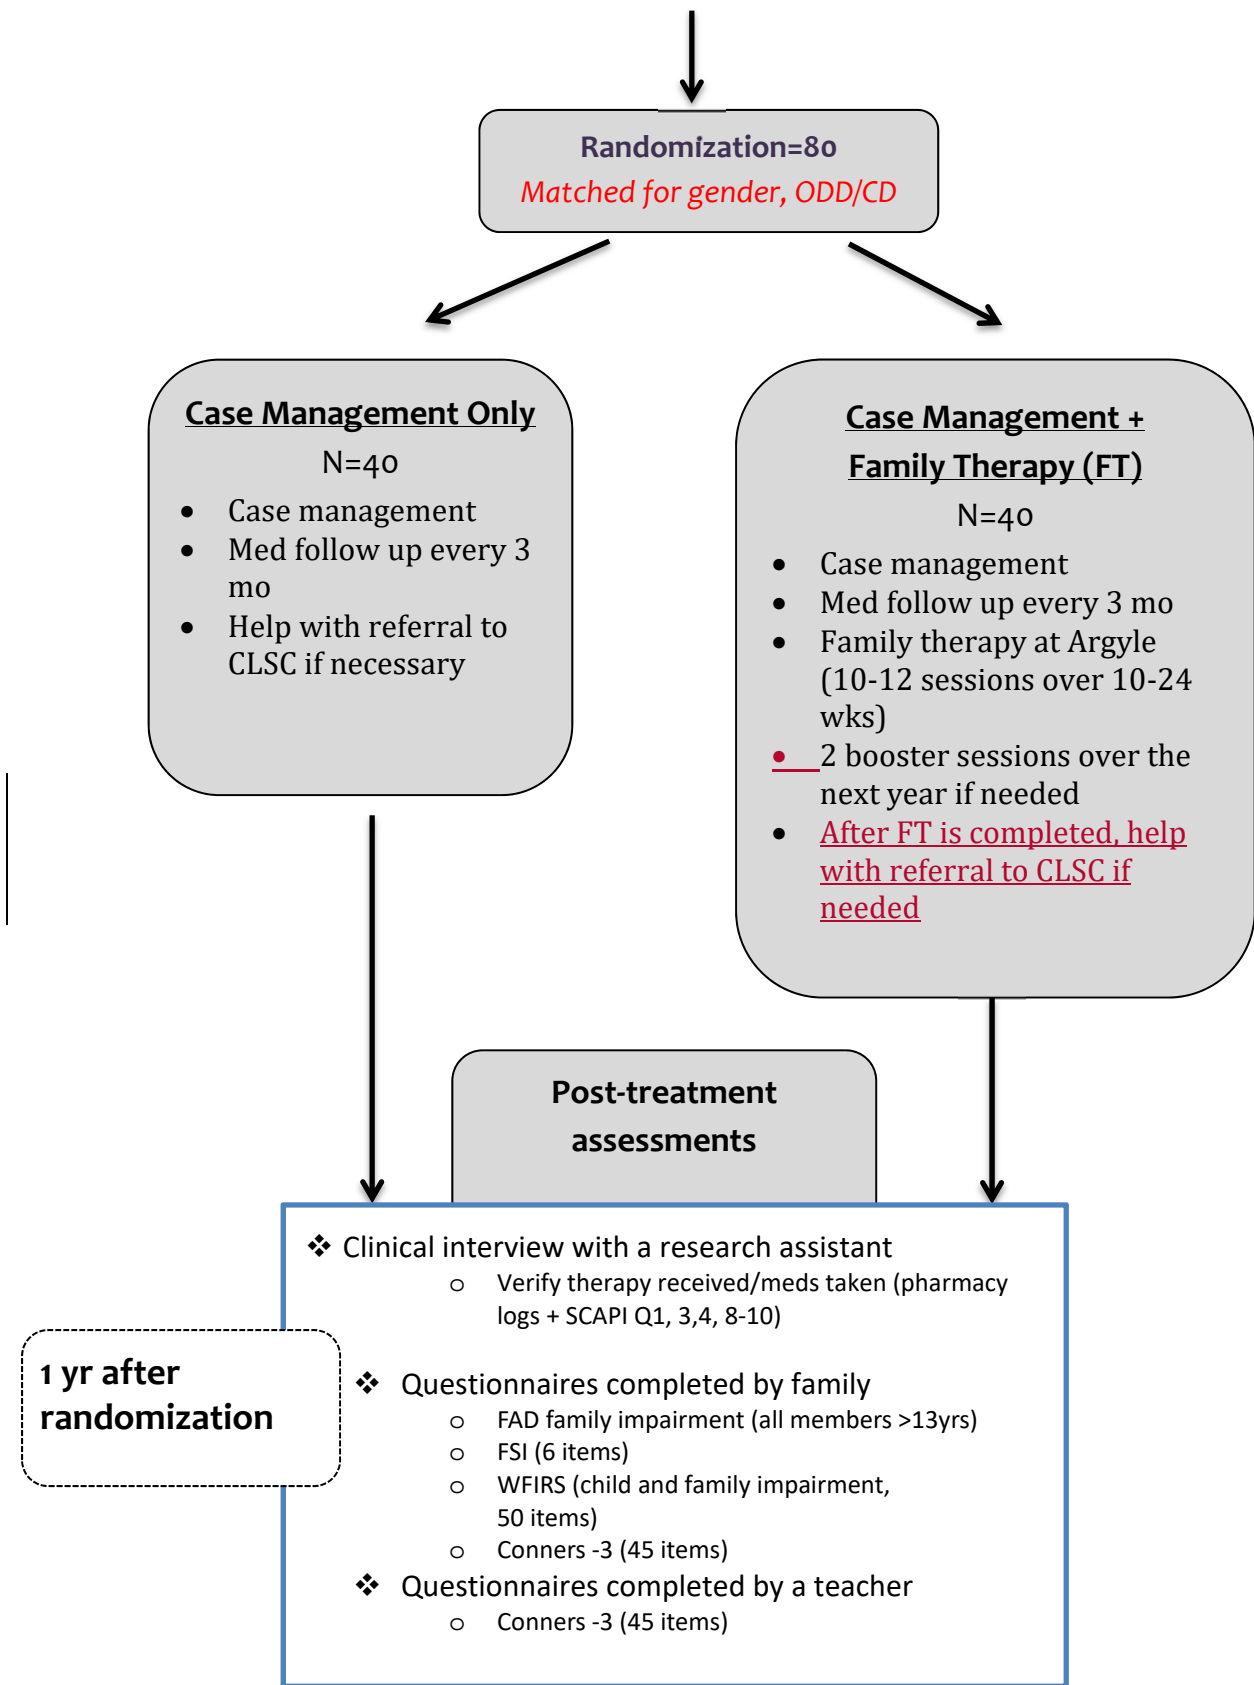 Randomization=80
Matched for gender, ODD/CD
Case Management Only
N=40
• Case management
• Med follow up every 3
mo
• Help with referral to
CLSC if necessary
Case Management +
Family Therapy (FT)
N=40
• Case management
• Med follow up every 3 mo
• Family therapy at Argyle
(10-12 sessions over 10-24
wks)
• 2 booster sessions over the
next year if needed
• After FT is completed, help
with referral to CLSC if
needed
Post-treatment
assessments
❖ Clinical interview with a research assistant
o Verify therapy received/meds taken (pharmacy
logs + SCAPI Q1, 3,4, 8-10)
1 yr after
randomization
❖ Questionnaires completed by family
o FAD family impairment (all members >13yrs)
o FSI (6 items)
o WFIRS (child and family impairment,
50 items)
o Conners -3 (45 items)
❖ Questionnaires completed by a teacher
o Conners -3 (45 items)